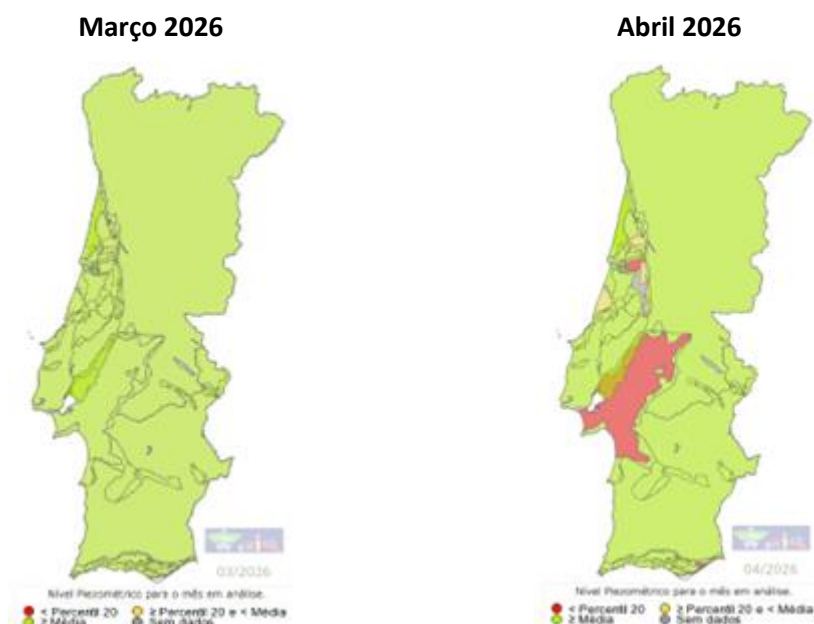 Março 2026
Abril 2026
03/2026
04/2026
Nível Piezométrico para o mês em análise.
< Percentil 20 ≥ Percentil 20 e < Média
≥ Média Sem dados
Nível Piezométrico para o mês em análise.
< Percentil 20 ≥ Percentil 20 e < Média
≥ Média Sem dados